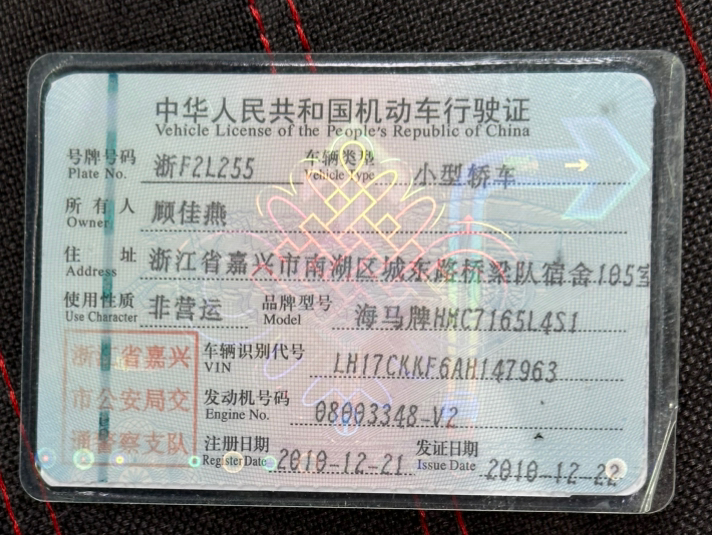 中华人民共和国机动车行驶证
Vehicle License of the People's Republic of China
号牌号码 浙F2L255 车辆类型 小型轿车
Plate No. Vehicle Type
所有人 顾佳燕
Owner
住址 浙江省嘉兴市南湖区城东路桥梁队宿舍105室
Address
使用性质 非营运 品牌型号 海马牌HMC7165L4S1
Use Character Model
浙江省嘉兴
市公安局交
通警察支队
车辆识别代号 LH17CKKF6AH147963
VIN
发动机号码 08003348-V2
Engine No.
注册日期 2010-12-21 发证日期 2010-12-22
Register Date Issue Date